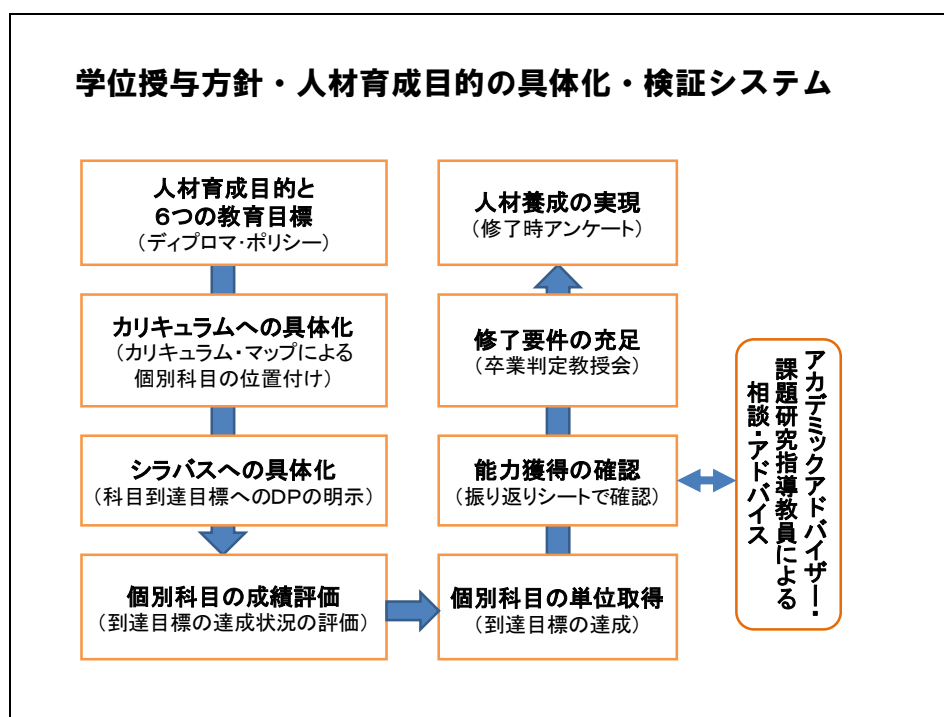 学位授与方針・人材育成目的の具体化・検証システム
人材育成目的と
6つの教育目標
（ディプロマ・ポリシー）
カリキュラムへの具体化
（カリキュラム・マップによる
個別科目の位置付け）
シラバスへの具体化
（科目到達目標へのDPの明示）
個別科目の成績評価
（到達目標の達成状況の評価）
人材養成の実現
（修了時アンケート）
修了要件の充足
（卒業判定教授会）
能力獲得の確認
（振り返りシートで確認）
個別科目の単位取得
（到達目標の達成）
アカデミックアドバイザー・
課題研究指導教員による
相談・アドバイス